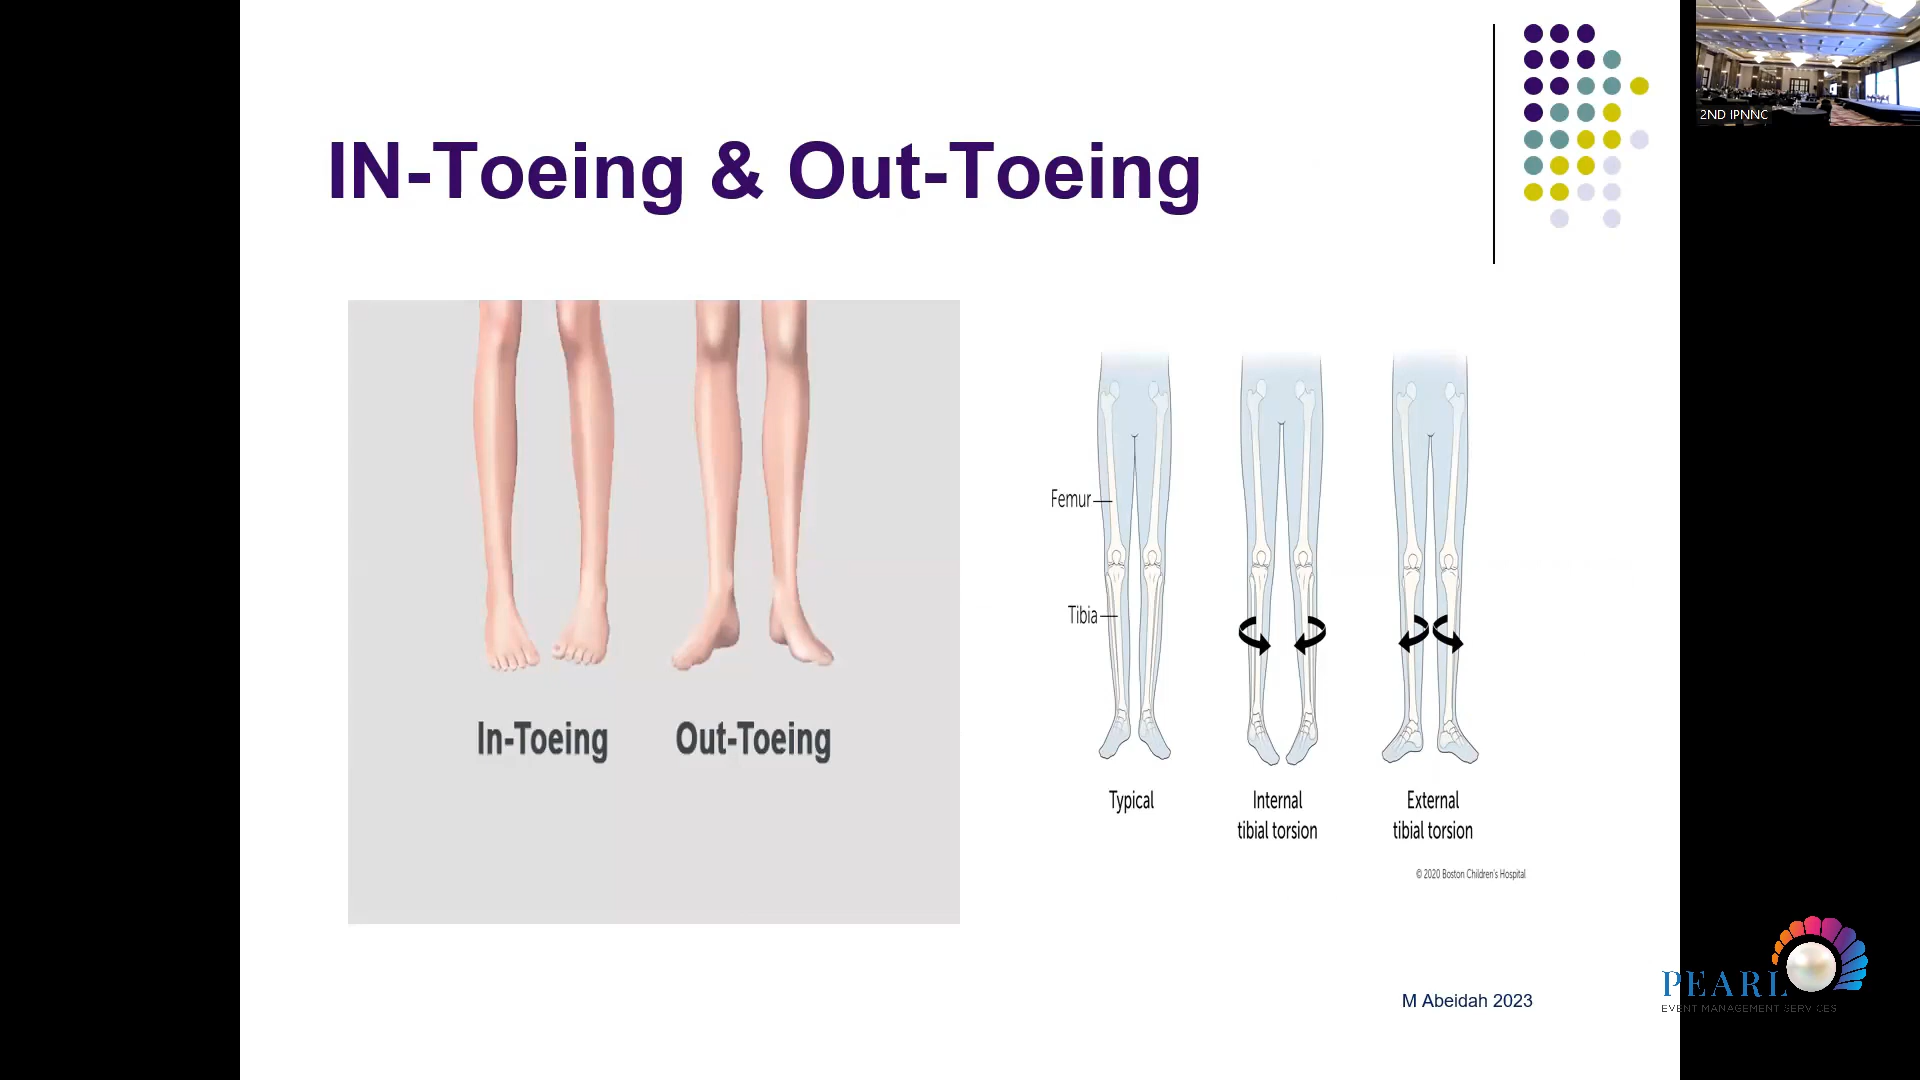 2ND IPNNC
IN-Toeing & Out-Toeing
In-Toeing
Out-Toeing
Femur
Tibia
Typical
Internal
tibial torsion
External
tibial torsion
© 2020 Boston Children's Hospital
M Abeidah 2023
PEARL
EVENT MANAGEMENT SERVICES